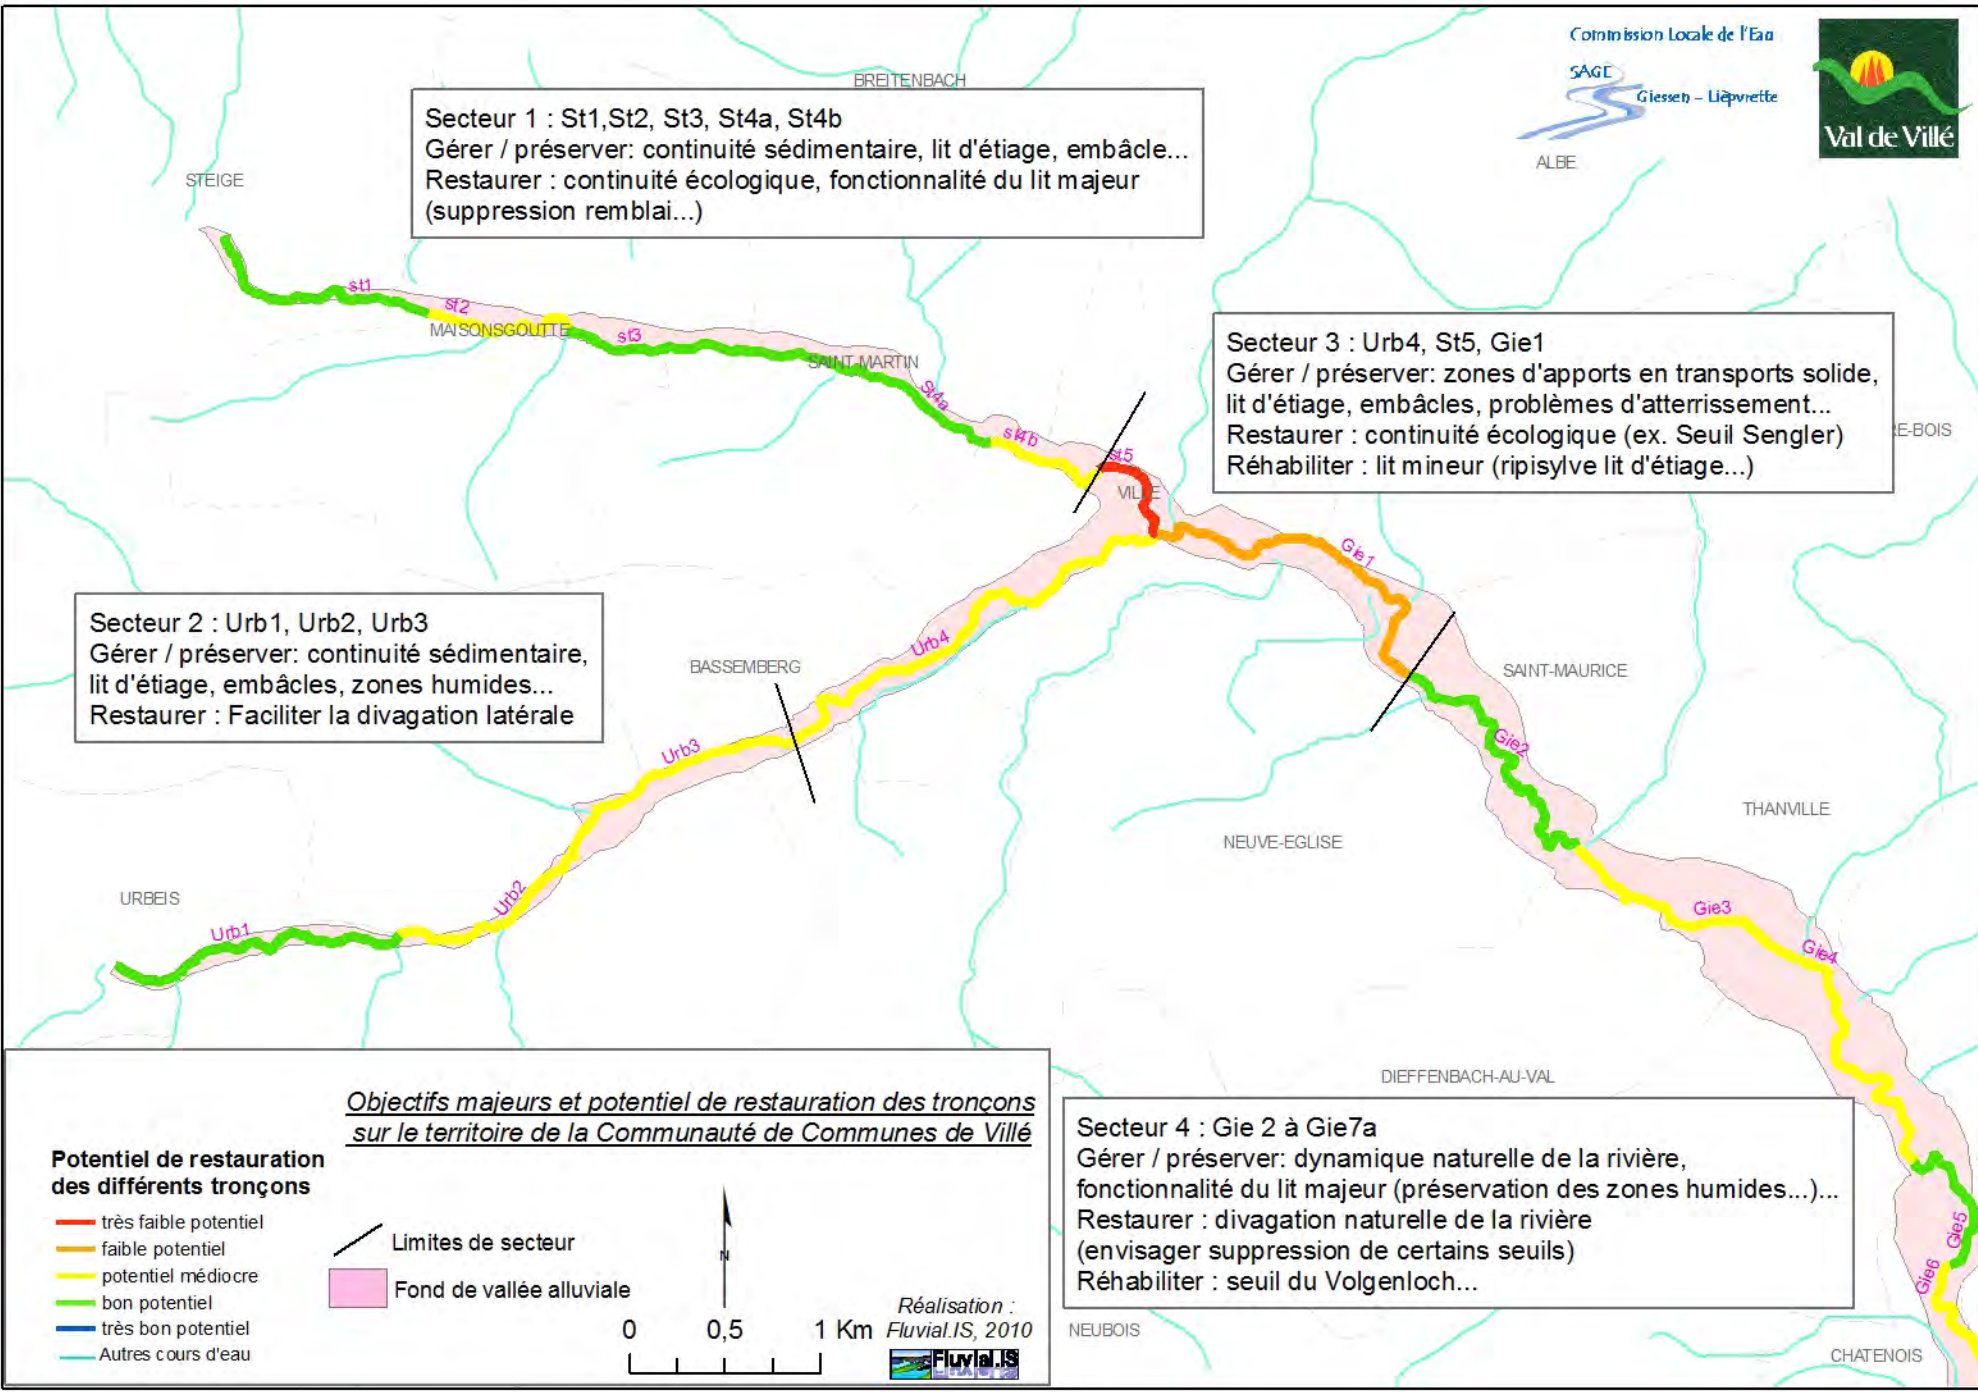 Commission Locale de l'Eau
SAGE
Giessen - Lièpvrette
Val de Villé
BREITENBACH
Secteur 1 : St1,St2, St3, St4a, St4b
Gérer / préserver: continuité sédimentaire, lit d'étiage, embâcle...
Restaurer : continuité écologique, fonctionnalité du lit majeur
(suppression remblai...)
ALBE
STEIGE
st1
st2
MAISONSGOUTTE
st3
SAINT-MARTIN
St4a
st4b
st5
VILLE
Secteur 3 : Urb4, St5, Gie1
Gérer / préserver: zones d'apports en transports solide,
lit d'étiage, embâcles, problèmes d'atterrissement...
Restaurer : continuité écologique (ex. Seuil Sengler)
Réhabiliter : lit mineur (ripisylve lit d'étiage...)
RE-BOIS
Gie1
Secteur 2 : Urb1, Urb2, Urb3
Gérer / préserver: continuité sédimentaire,
lit d'étiage, embâcles, zones humides...
Restaurer : Faciliter la divagation latérale
BASSEMBERG
Urb4
SAINT-MAURICE
Urb3
Gie2
THANVILLE
NEUVE-EGLISE
URBEIS
Urb2
Urb1
Gie3
Gie4
DIEFFENBACH-AU-VAL
Objectifs majeurs et potentiel de restauration des tronçons
sur le territoire de la Communauté de Communes de Villé
Potentiel de restauration
des différents tronçons
très faible potentiel
faible potentiel
potentiel médiocre
bon potentiel
très bon potentiel
Autres cours d'eau
Limites de secteur
Fond de vallée alluviale
N
0 0,5 1 Km
Réalisation :
Fluvial.IS, 2010
Fluvial.IS
Secteur 4 : Gie 2 à Gie7a
Gérer / préserver: dynamique naturelle de la rivière,
fonctionnalité du lit majeur (préservation des zones humides...)...
Restaurer : divagation naturelle de la rivière
(envisager suppression de certains seuils)
Réhabiliter : seuil du Volgenloch...
Gie5
Gie6
NEUBOIS
CHATENOIS